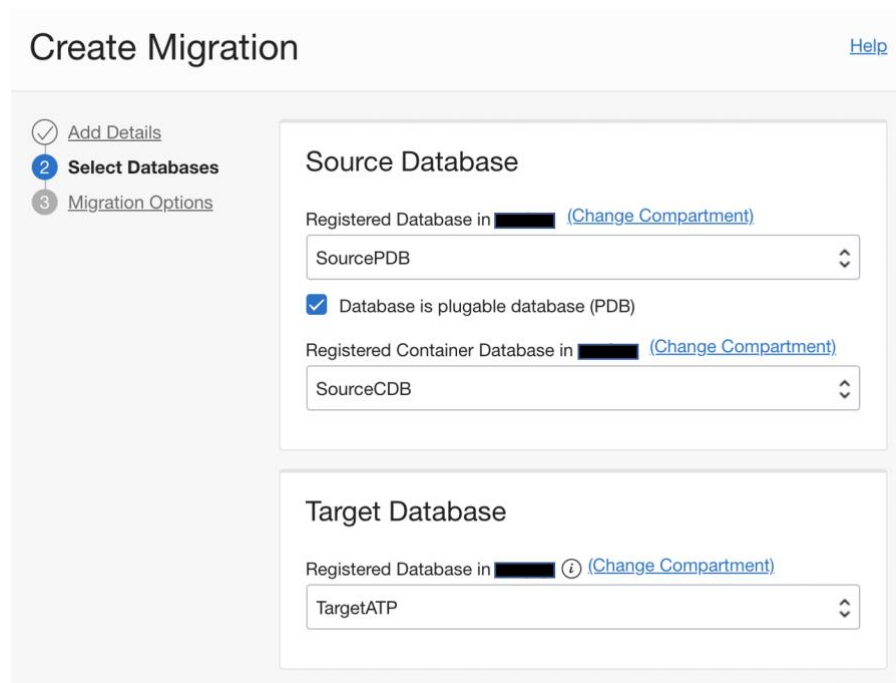 Create Migration
Help
Add Details
2 Select Databases
3 Migration Options
Source Database
Registered Database in (Change Compartment)
SourcePDB
Database is plugable database (PDB)
Registered Container Database in (Change Compartment)
SourceCDB
Target Database
Registered Database in i (Change Compartment)
TargetATP